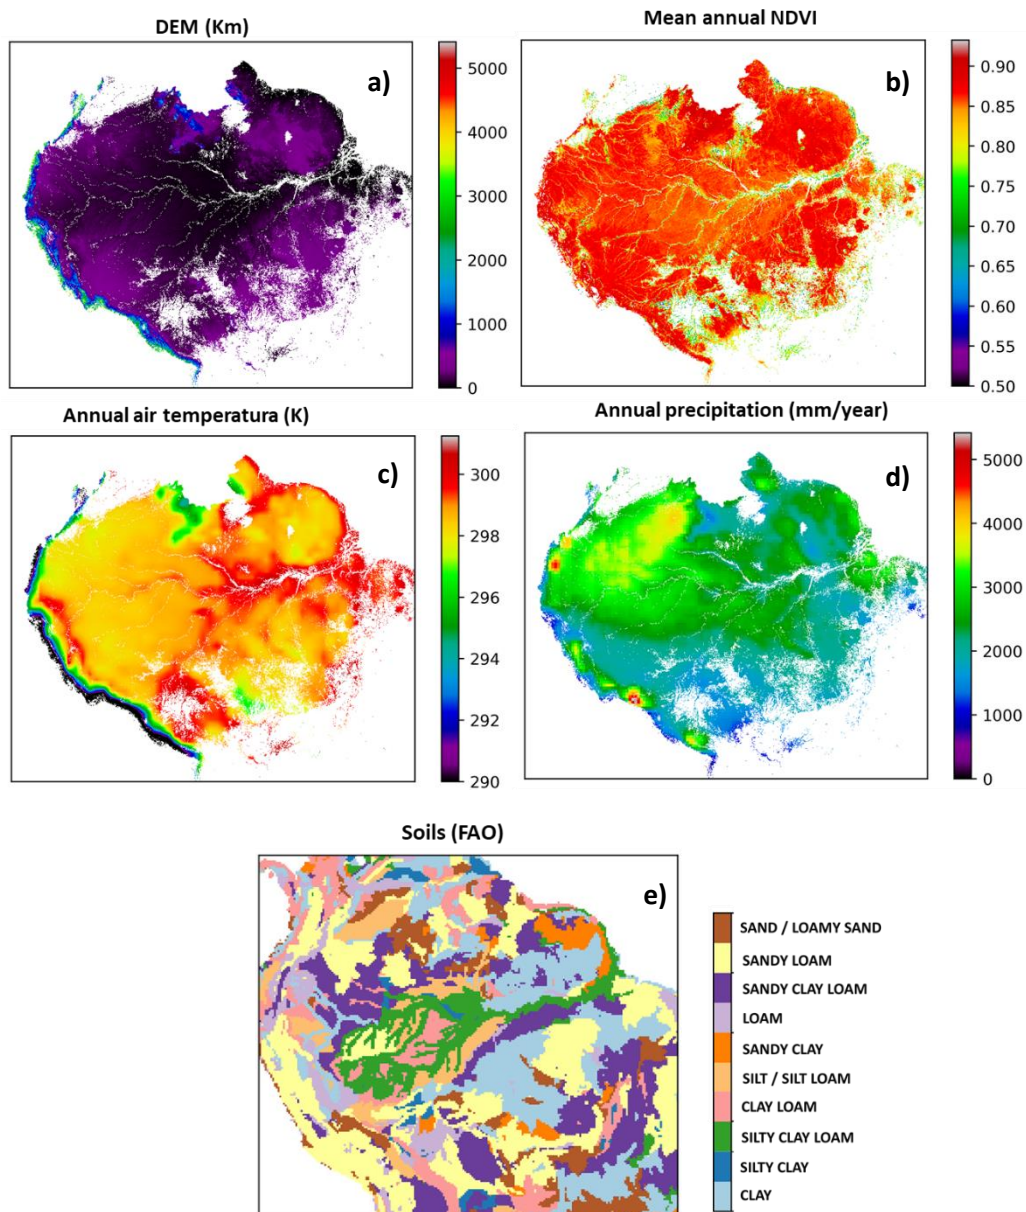 DEM (Km)
a)
5000
4000
3000
2000
1000
0
Mean annual NDVI
b)
0.90
0.85
0.80
0.75
0.70
0.65
0.60
0.55
0.50
Annual air temperatura (K)
c)
300
298
296
294
292
290
Annual precipitation (mm/year)
d)
5000
4000
3000
2000
1000
0
Soils (FAO)
e)
SAND / LOAMY SAND
SANDY LOAM
SANDY CLAY LOAM
LOAM
SANDY CLAY
SILT / SILT LOAM
CLAY LOAM
SILTY CLAY LOAM
SILTY CLAY
CLAY